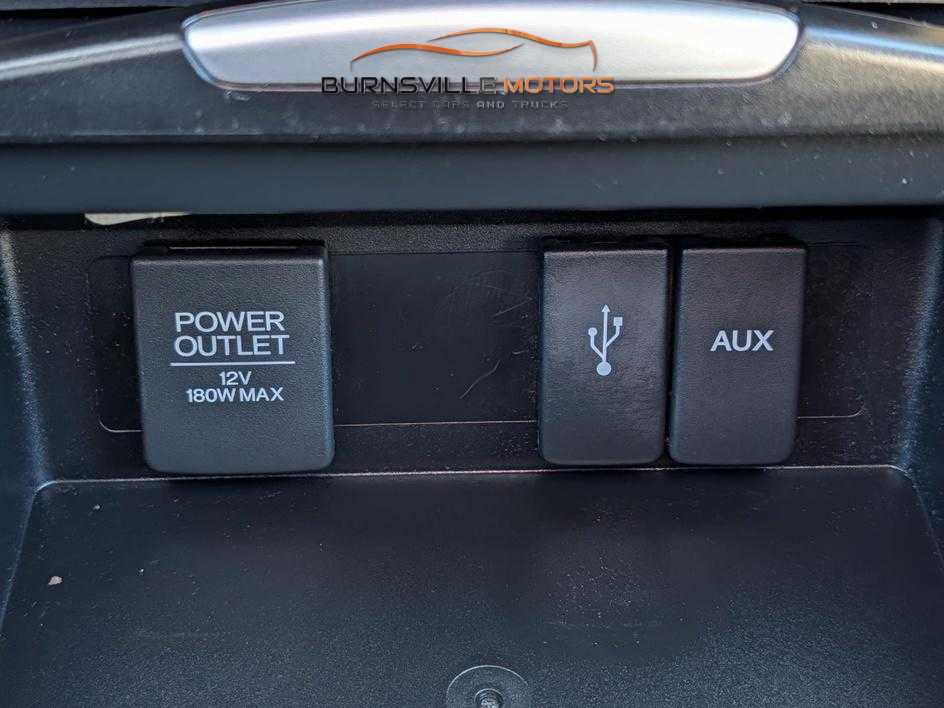 BURNSVILLE MOTORS
SELECT CARS AND TRUCKS
POWER
OUTLET
12V
180W MAX
AUX